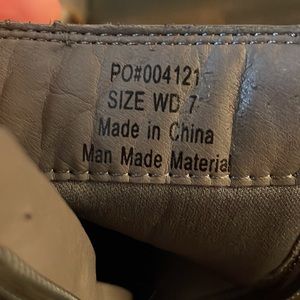 PO#004121
SIZE WD 7
Made in China
Man Made Material